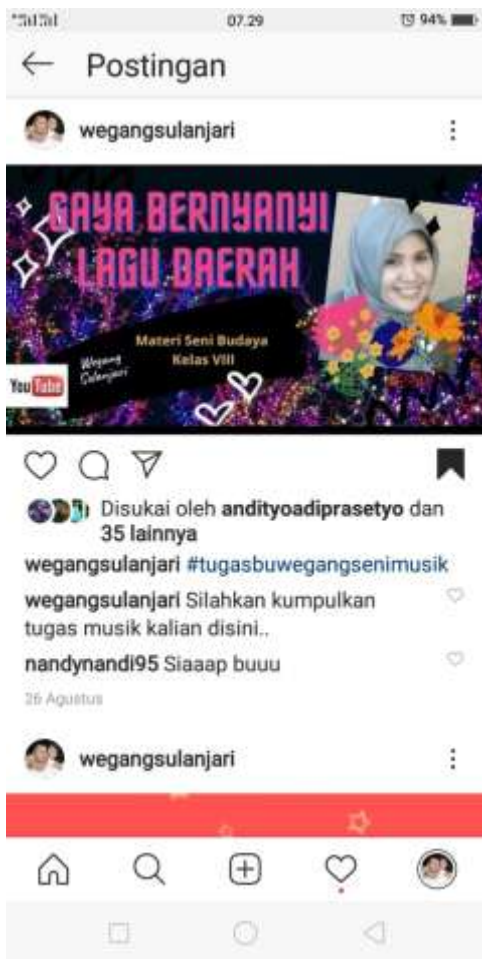 07.29
94%
Postingan
wegangsulanjari
GAYA BERNYANYI
LAGU DAERAH
Materi Seni Budaya
Kelas VIII
Wegang
Sulanjari
YouTube
Disukai oleh andityoadiprasetyo dan
35 lainnya
wegangsulanjari #tugasbuwegangsenimusik
wegangsulanjari Silahkan kumpulkan
tugas musik kalian disini..
nandynandi95 Siaaap buuu
26 Agustus
wegangsulanjari